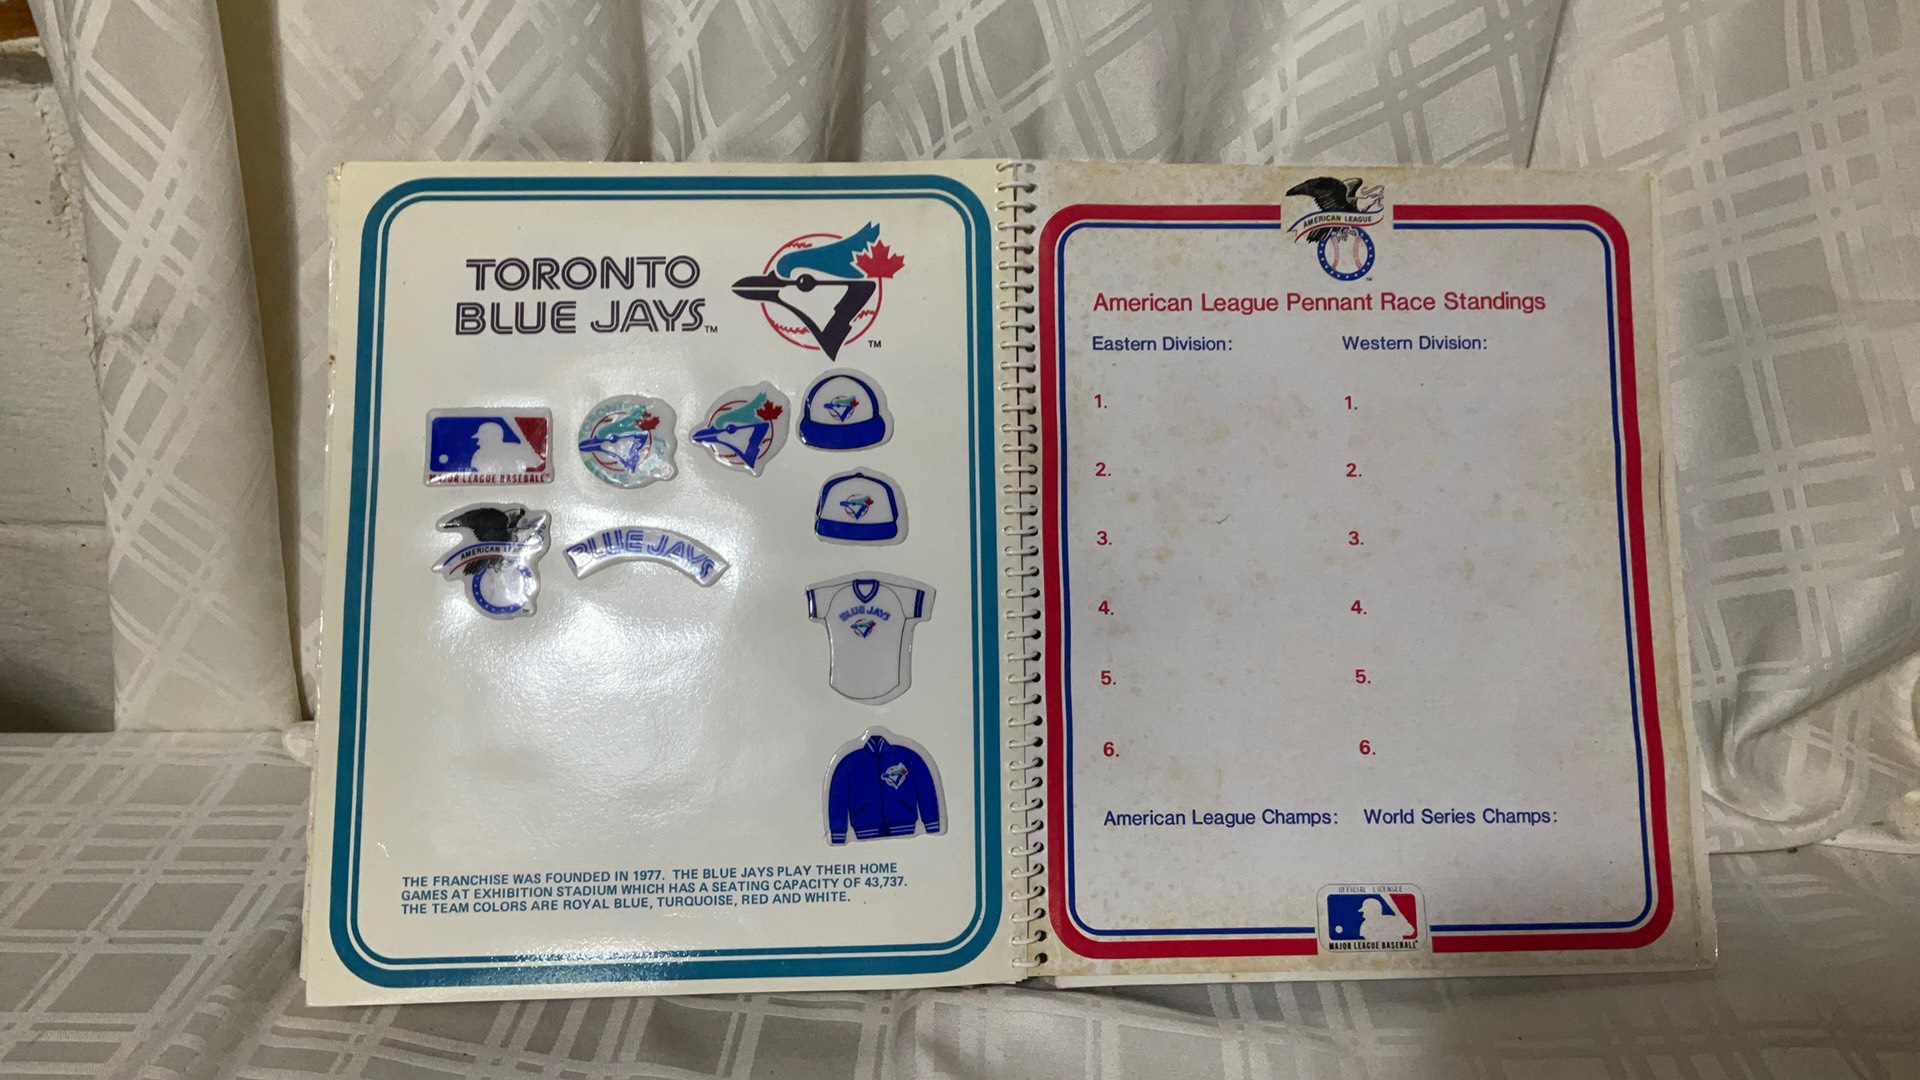 TORONTO
BLUE JAYS™
TM
MAJOR LEAGUE BASEBALL
AMERICAN
BLUE JAYS
BLUE JAYS
THE FRANCHISE WAS FOUNDED IN 1977. THE BLUE JAYS PLAY THEIR HOME
GAMES AT EXHIBITION STADIUM WHICH HAS A SEATING CAPACITY OF 43,737.
THE TEAM COLORS ARE ROYAL BLUE, TURQUOISE, RED AND WHITE.
AMERICAN LEAGUE
American League Pennant Race Standings
Eastern Division: Western Division:
1. 1.
2. 2.
3. 3.
4. 4.
5. 5.
6. 6.
American League Champs: World Series Champs:
OFFICIAL LICENSEE
MAJOR LEAGUE BASEBALL